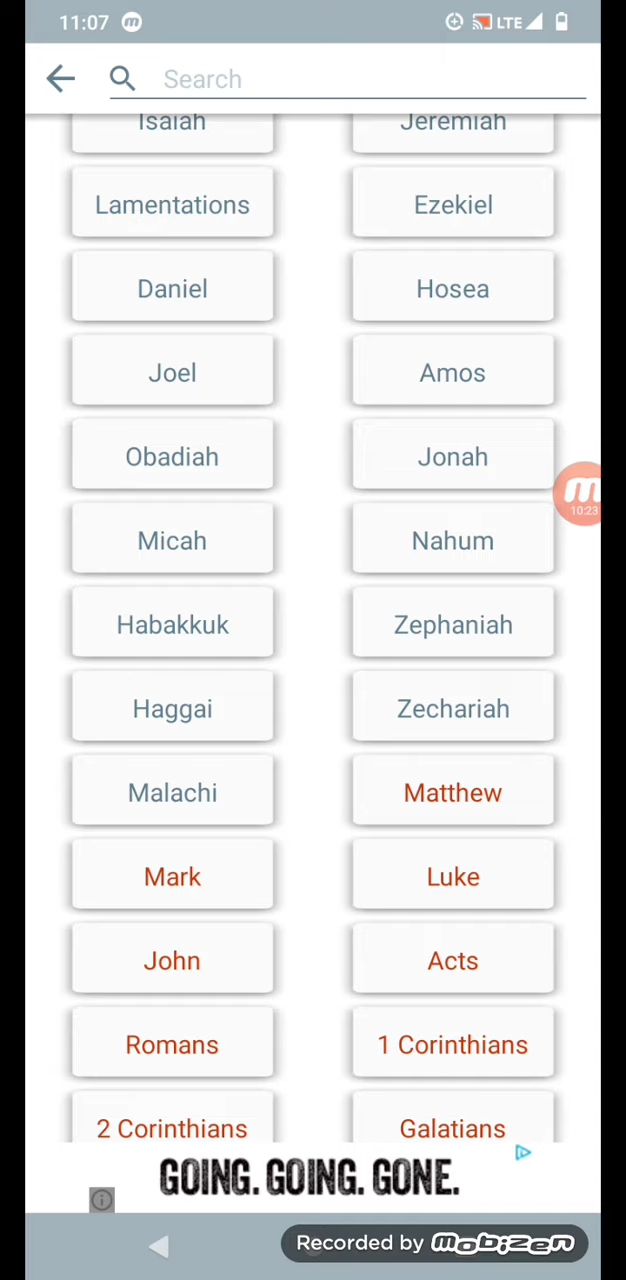 11:07 LTE
Search
Isaiah Jeremiah
Lamentations Ezekiel
Daniel Hosea
Joel Amos
Obadiah Jonah
10:23
Micah Nahum
Habakkuk Zephaniah
Haggai Zechariah
Malachi Matthew
Mark Luke
John Acts
Romans 1 Corinthians
2 Corinthians Galatians
GOING. GOING. GONE.
Recorded by mobizen